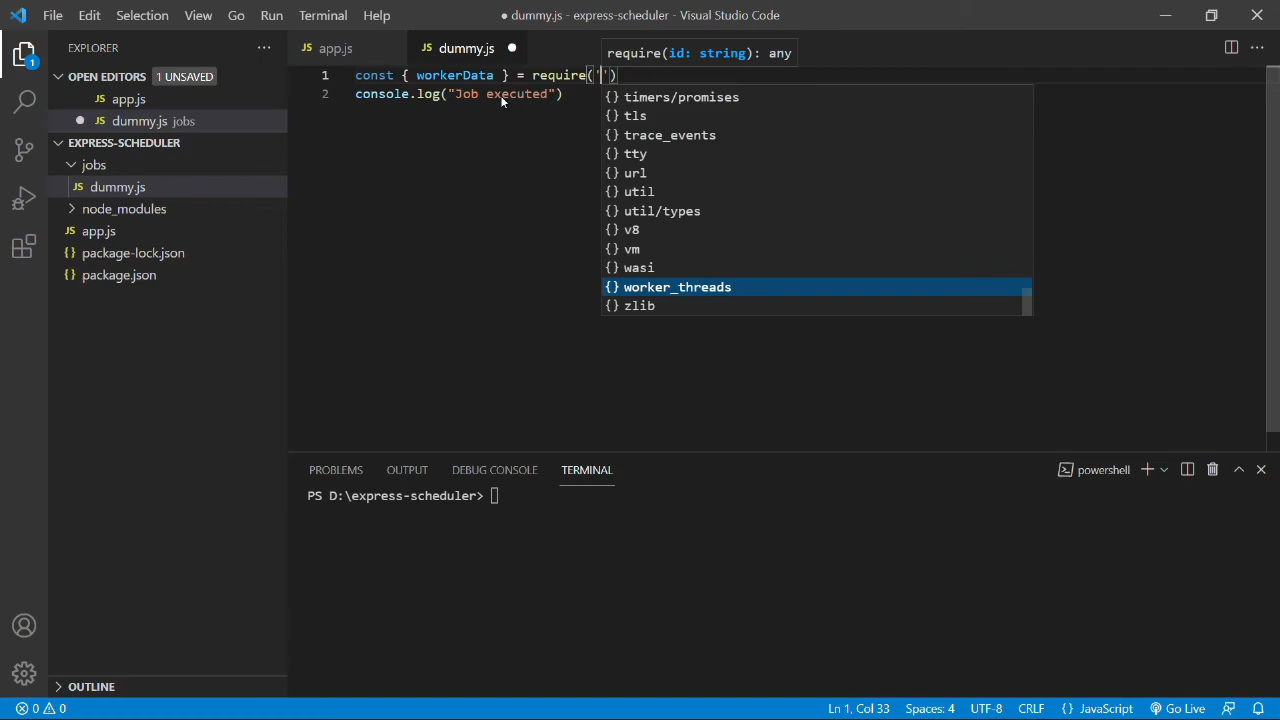 File Edit Selection View Go Run Terminal Help
● dummy.js - express-scheduler - Visual Studio Code
EXPLORER
OPEN EDITORS 1 UNSAVED
JS app.js
JS dummy.js jobs
EXPRESS-SCHEDULER
jobs
JS dummy.js
node_modules
JS app.js
{} package-lock.json
{} package.json
OUTLINE
1
JS app.js
JS dummy.js
require(id: string): any
1 const { workerData } = require('')
2 console.log("Job executed")
{} timers/promises
{} tls
{} trace_events
{} tty
{} url
{} util
{} util/types
{} v8
{} vm
{} wasi
{} worker_threads
{} zlib
PROBLEMS OUTPUT DEBUG CONSOLE TERMINAL
powershell
PS D:\express-scheduler>
0 0
Ln 1, Col 33 Spaces: 4 UTF-8 CRLF {} JavaScript Go Live